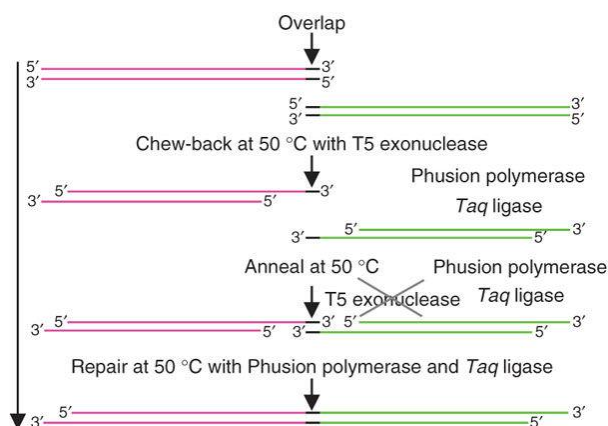 Overlap
5′ 3′
3′ 5′
5′ 3′
3′ 5′
Chew-back at 50 °C with T5 exonuclease
Phusion polymerase
5′ 3′
3′ 5′
Taq ligase
5′ 3′
3′ 5′
Anneal at 50 °C Phusion polymerase
T5 exonuclease Taq ligase
5′ 3′ 5′ 3′
3′ 5′ 3′ 5′
Repair at 50 °C with Phusion polymerase and Taq ligase
5′ 3′
3′ 5′